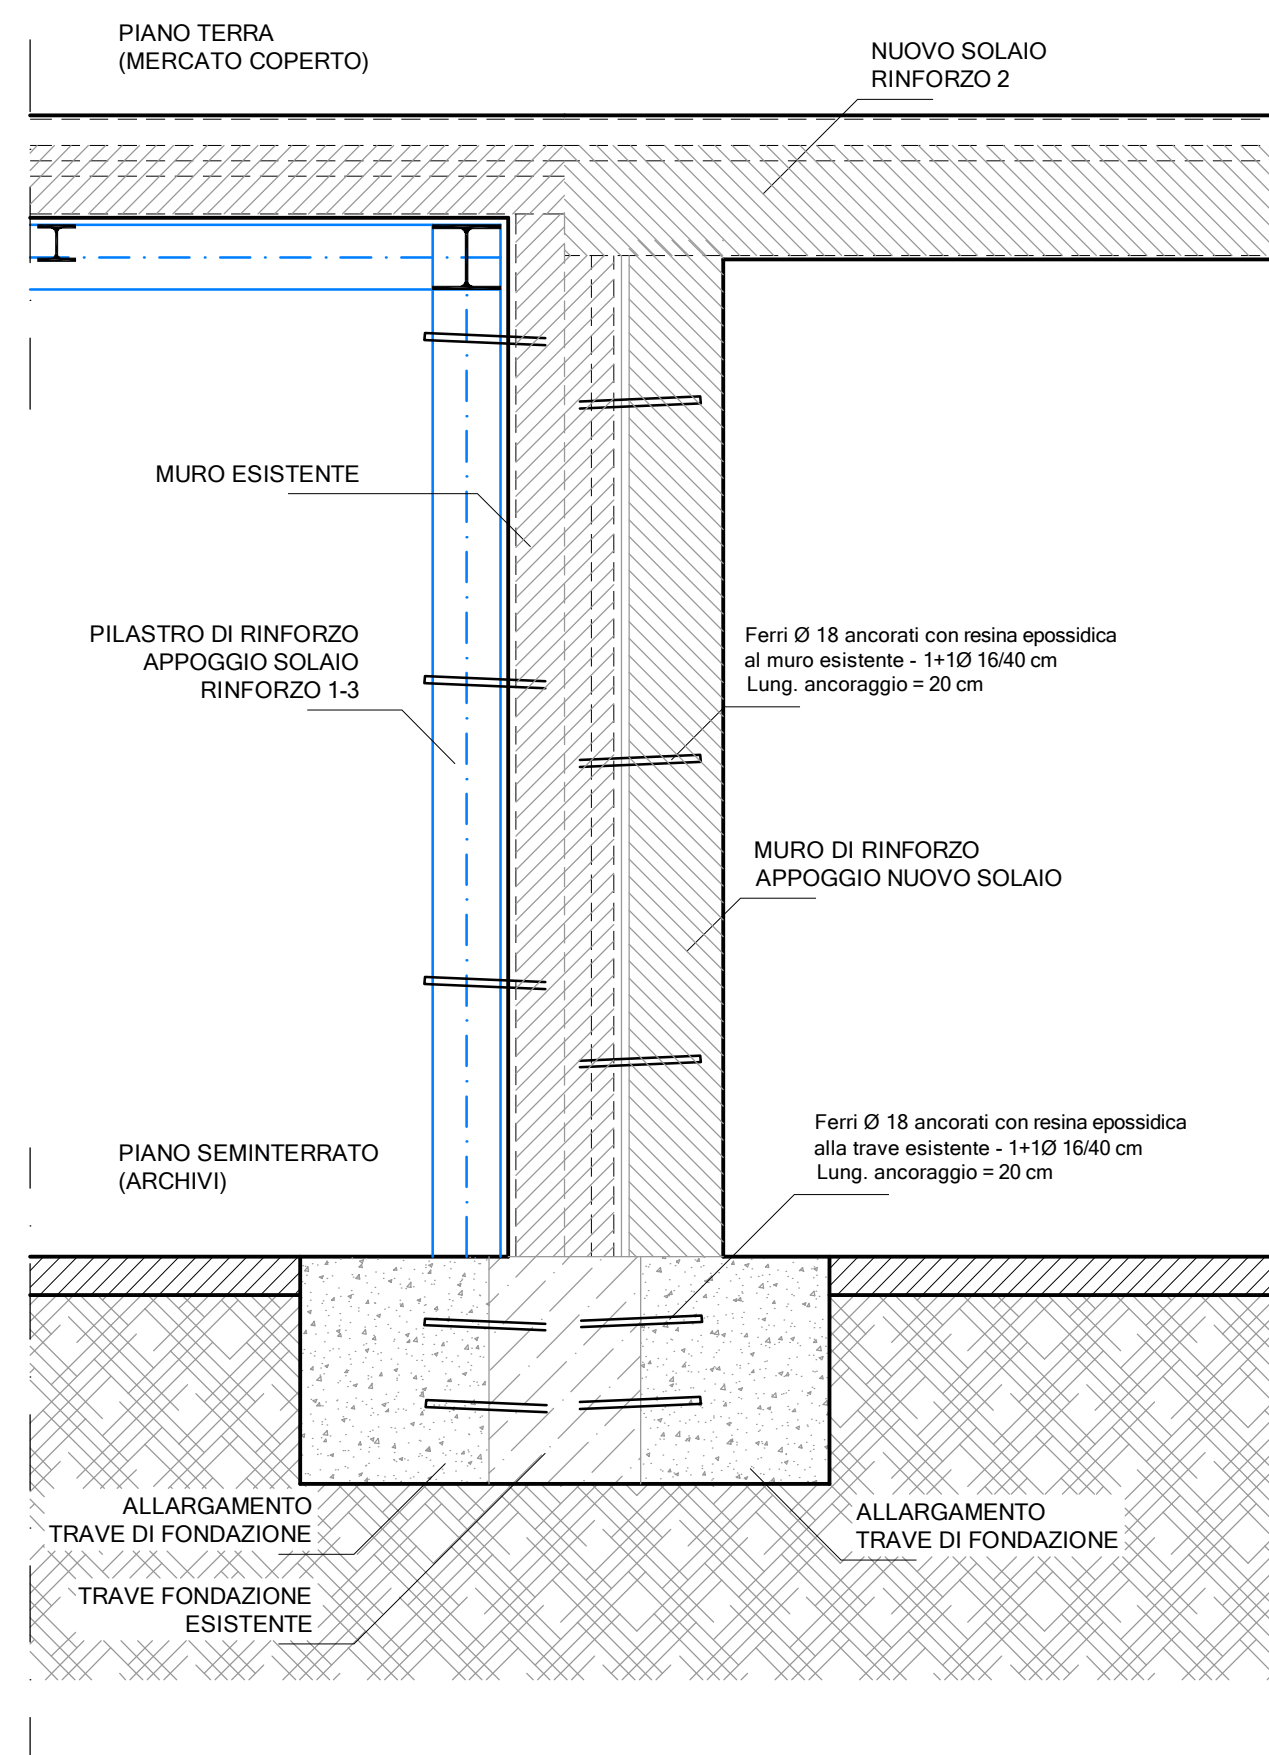 PIANO TERRA
(MERCATO COPERTO)
NUOVO SOLAIO
RINFORZO 2
MURO ESISTENTE
PILASTRO DI RINFORZO
APPOGGIO SOLAIO
RINFORZO 1-3
Ferri Ø 18 ancorati con resina epossidica
al muro esistente - 1+1Ø 16/40 cm
Lung. ancoraggio = 20 cm
MURO DI RINFORZO
APPOGGIO NUOVO SOLAIO
PIANO SEMINTERRATO
(ARCHIVI)
Ferri Ø 18 ancorati con resina epossidica
alla trave esistente - 1+1Ø 16/40 cm
Lung. ancoraggio = 20 cm
ALLARGAMENTO
TRAVE DI FONDAZIONE
ALLARGAMENTO
TRAVE DI FONDAZIONE
TRAVE FONDAZIONE
ESISTENTE